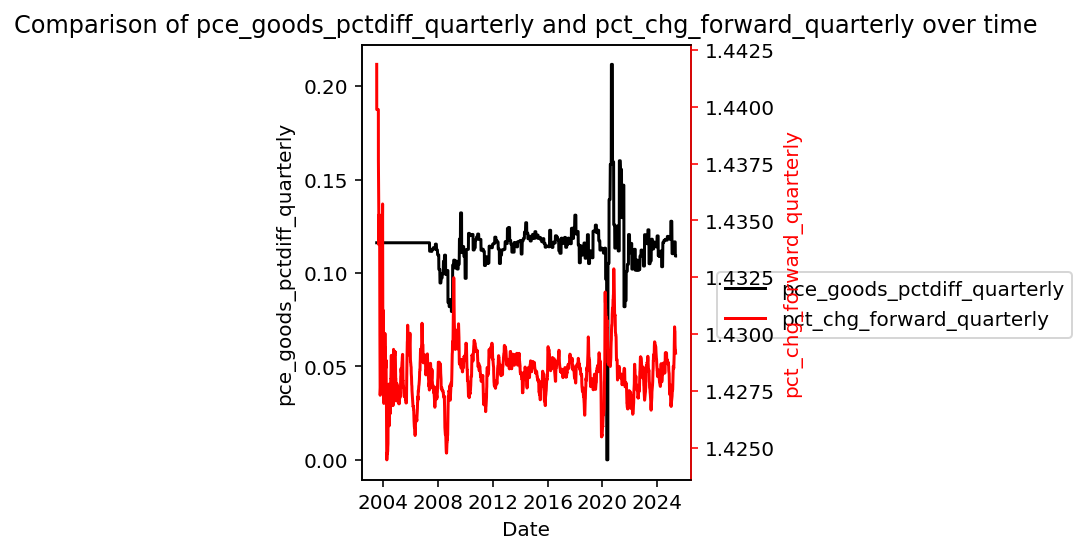 Comparison of pce_goods_pctdiff_quarterly and pct_chg_forward_quarterly over time
pce_goods_pctdiff_quarterly
0.20
0.15
0.10
0.05
0.00
1.4425
1.4400
1.4375
1.4350
1.4325
1.4300
1.4275
1.4250
pct_chg_forward_quarterly
pce_goods_pctdiff_quarterly
pct_chg_forward_quarterly
2004 2008 2012 2016 2020 2024
Date